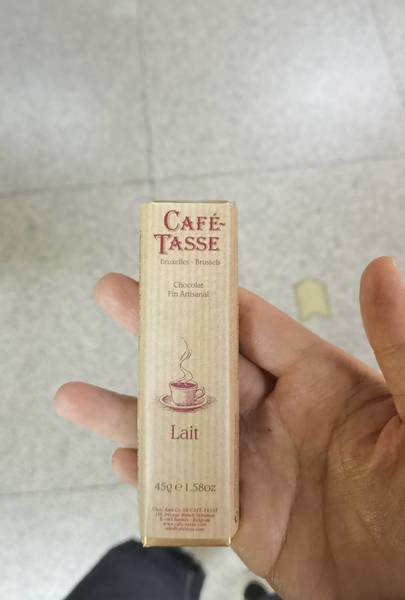 CAFÉ-
TASSE
Bruxelles - Brussels
Chocolat
Fin Artisanal
Lait
45g e 1.58oz